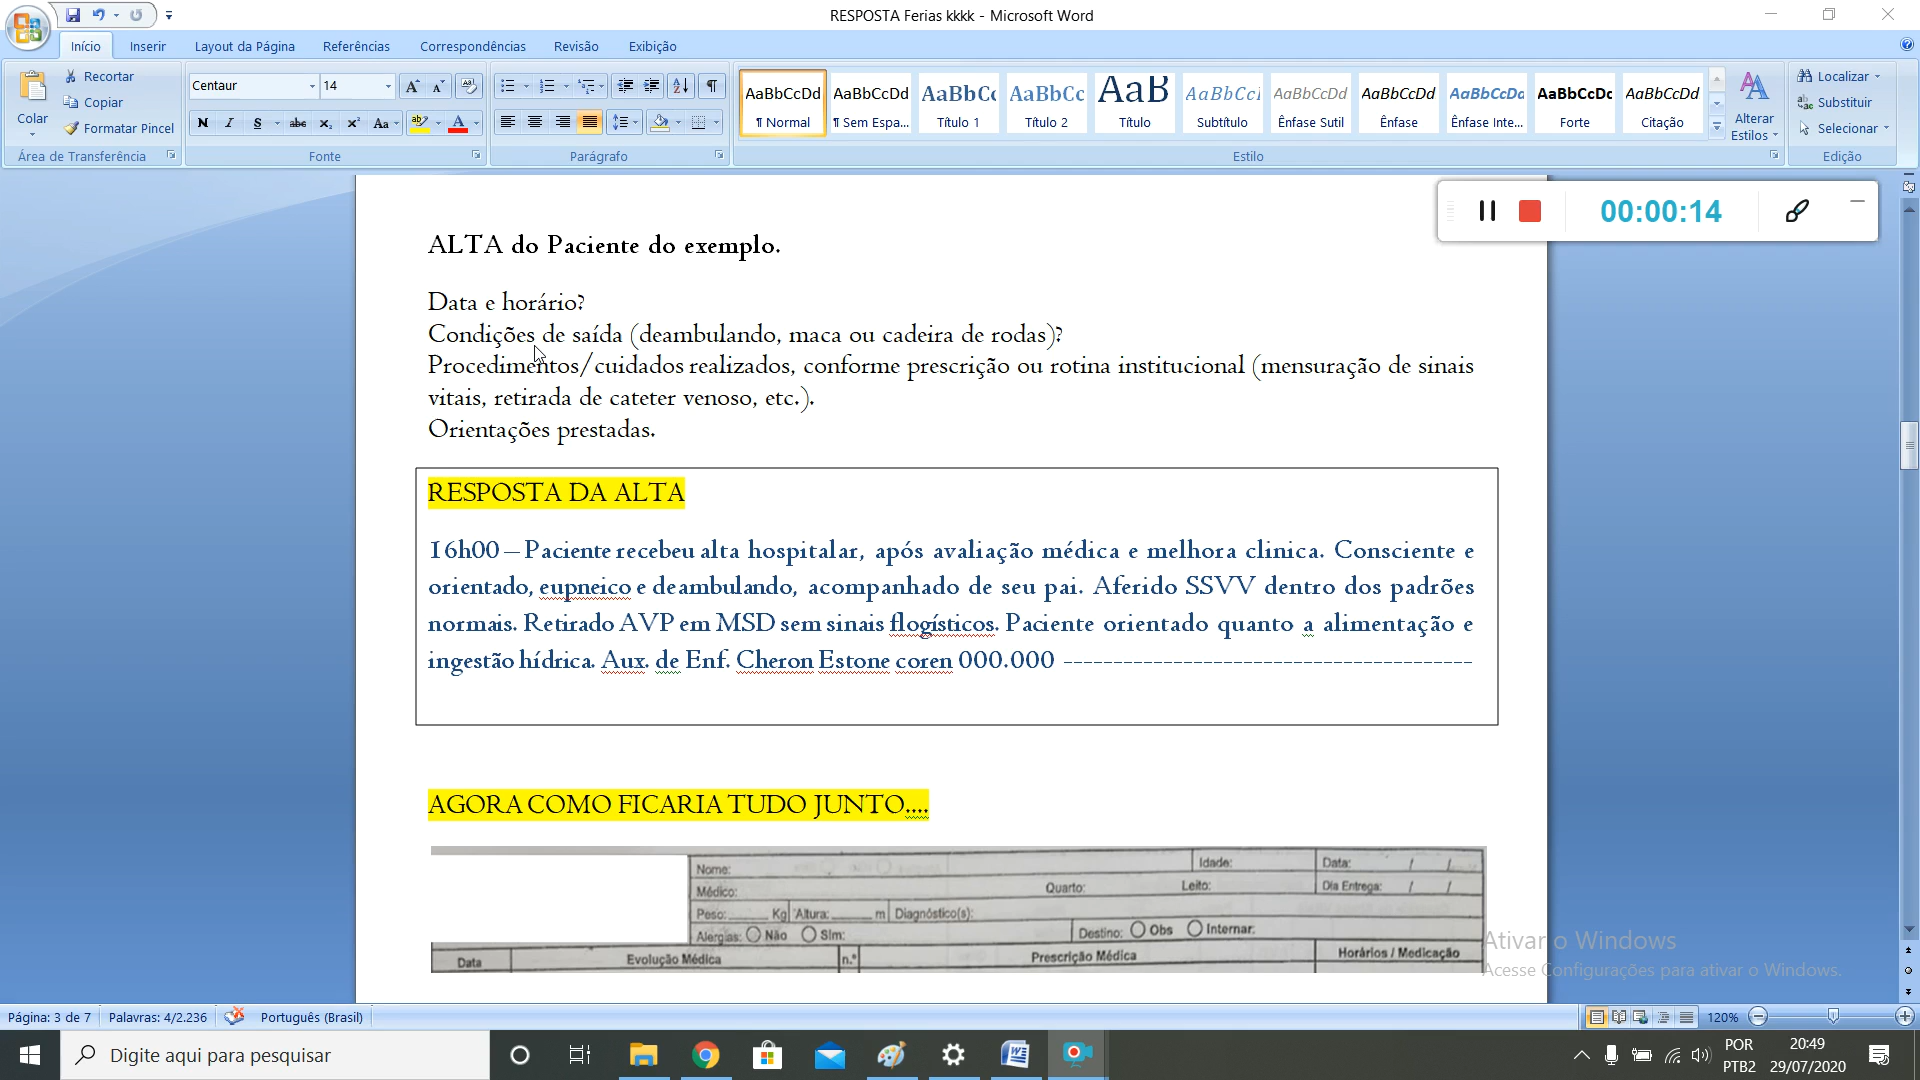 RESPOSTA Ferias kkkk - Microsoft Word
Início Inserir Layout da Página Referências Correspondências Revisão Exibição
Colar
Recortar
Copiar
Formatar Pincel
Área de Transferência
Centaur 14
Fonte
Parágrafo
AaBbCcDd AaBbCcDd AaBbCc AaBbCc AaB AaBbCcl AaBbCcDd AaBbCcDd AaBbCcDd AaBbCcDc AaBbCcDd
¶ Normal ¶ Sem Espa... Título 1 Título 2 Título Subtítulo Ênfase Sutil Ênfase Ênfase Inte... Forte Citação
Estilo
Alterar
Estilos
Localizar
Substituir
Selecionar
Edição
00:00:14
ALTA do Paciente do exemplo.
Data e horário?
Condições de saída (deambulando, maca ou cadeira de rodas)?
Procedimentos/cuidados realizados, conforme prescrição ou rotina institucional (mensuração de sinais
vitais, retirada de cateter venoso, etc.).
Orientações prestadas.
RESPOSTA DA ALTA
16h00 – Paciente recebeu alta hospitalar, após avaliação médica e melhora clinica. Consciente e
orientado, eupneico e deambulando, acompanhado de seu pai. Aferido SSVV dentro dos padrões
normais. Retirado AVP em MSD sem sinais flogísticos. Paciente orientado quanto a alimentação e
ingestão hídrica. Aux. de Enf. Cheron Estone coren 000.000 -----------------------------------------
AGORA COMO FICARIA TUDO JUNTO....
Nome: Idade: Data: / /
Médico: Quarto: Leito: Dia Entrega: / /
Peso:______ Kg Altura:______ m Diagnóstico(s):
Alergias: Não Sim: Destino: Obs Internar:
Data Evolução Médica n.º Prescrição Médica Horários / Medicação
Ativar o Windows
Acesse Configurações para ativar o Windows.
Página: 3 de 7 Palavras: 4/2.236 Português (Brasil) 120%
Digite aqui para pesquisar
POR
PTB2
20:49
29/07/2020